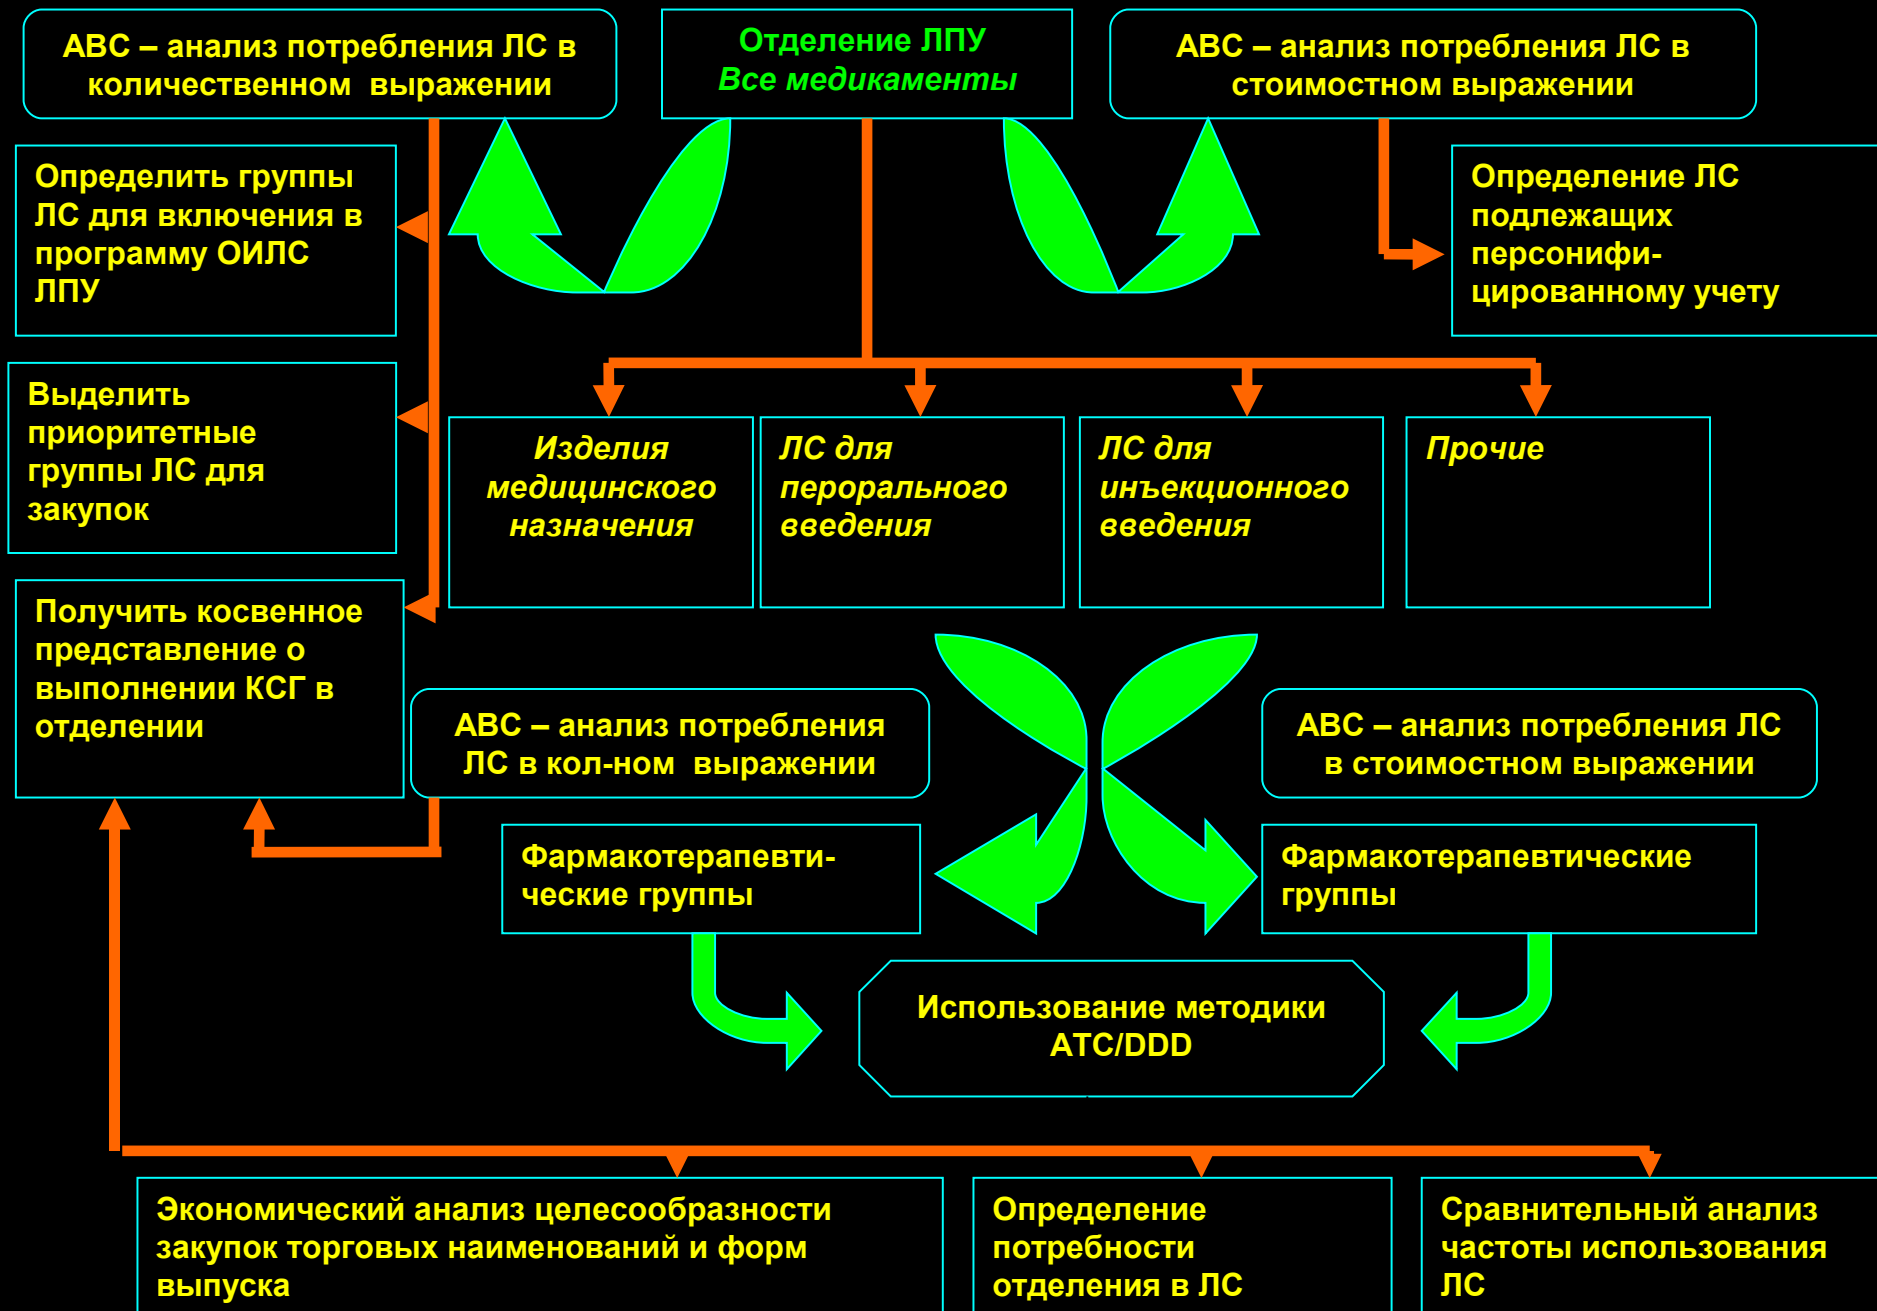 АВС – анализ потребления ЛС в
количественном выражении
Отделение ЛПУ
Все медикаменты
АВС – анализ потребления ЛС в
стоимостном выражении
Определить группы
ЛС для включения в
программу ОИЛС
ЛПУ
Определение ЛС
подлежащих
персонифи-
цированному учету
Выделить
приоритетные
группы ЛС для
закупок
Изделия
медицинского
назначения
ЛС для
перорального
введения
ЛС для
инъекционного
введения
Прочие
Получить косвенное
представление о
выполнении КСГ в
отделении
АВС – анализ потребления
ЛС в кол-ном выражении
АВС – анализ потребления ЛС
в стоимостном выражении
Фармакотерапевти-
ческие группы
Фармакотерапевтические
группы
Использование методики
АТС/DDD
Экономический анализ целесообразности
закупок торговых наименований и форм
выпуска
Определение
потребности
отделения в ЛС
Сравнительный анализ
частоты использования
ЛС